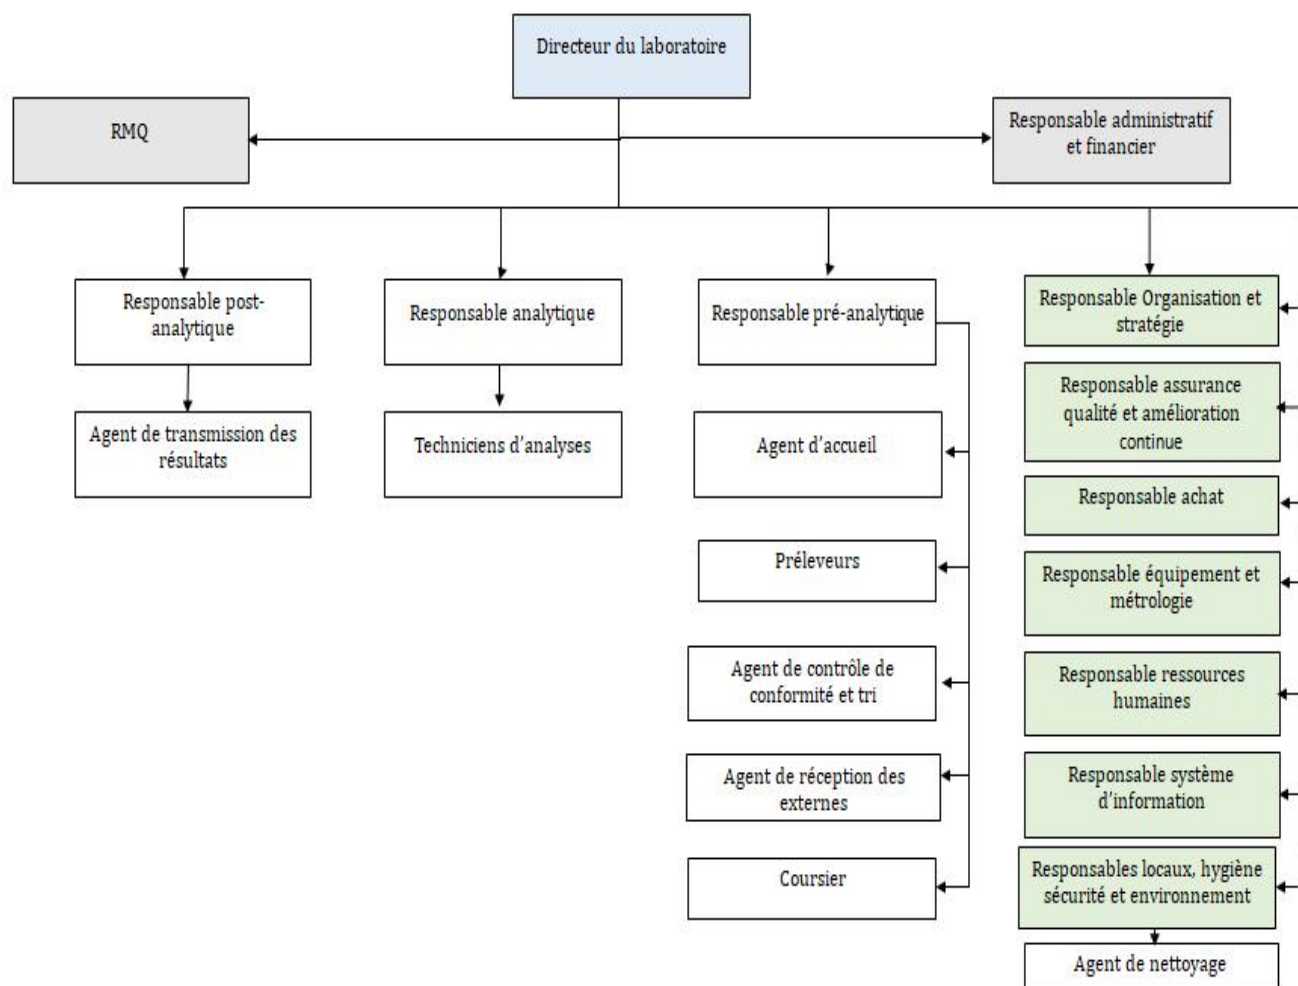 Directeur du laboratoire
RMQ
Responsable administratif
et financier
Responsable post-
analytique
Responsable analytique
Responsable pré-analytique
Responsable Organisation et
stratégie
Agent de transmission des
résultats
Techniciens d’analyses
Agent d’accueil
Responsable assurance
qualité et amélioration
continue
Responsable achat
Préleveurs
Responsable équipement et
métrologie
Agent de contrôle de
conformité et tri
Responsable ressources
humaines
Agent de réception des
externes
Responsable système
d’information
Coursier
Responsables locaux, hygiène
sécurité et environnement
Agent de nettoyage